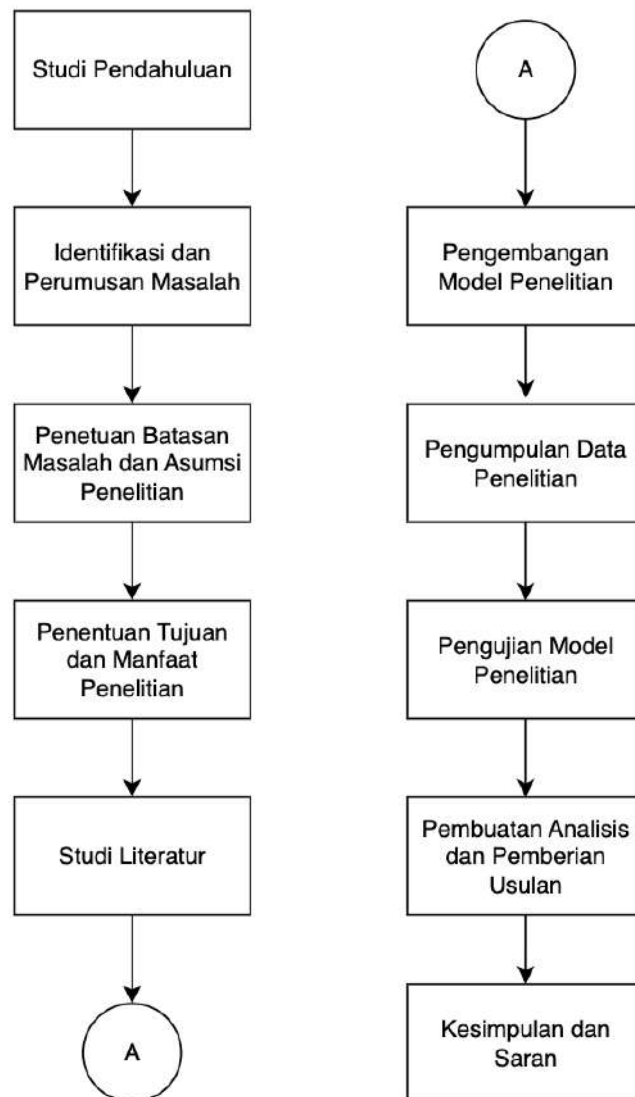 Studi Pendahuluan
Identifikasi dan
Perumusan Masalah
Penetuan Batasan
Masalah dan Asumsi
Penelitian
Penentuan Tujuan
dan Manfaat
Penelitian
Studi Literatur
A
A
Pengembangan
Model Penelitian
Pengumpulan Data
Penelitian
Pengujian Model
Penelitian
Pembuatan Analisis
dan Pemberian
Usulan
Kesimpulan dan
Saran